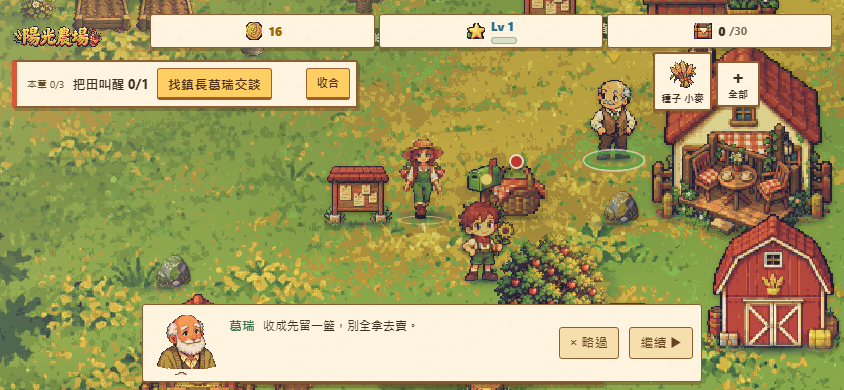 陽光農場
16
Lv 1
0 /30
本章 0/3 把田叫醒 0/1 找鎮長葛瑞交談 收合
種子 小麥
+
全部
葛瑞 收成先留一籃，別全拿去賣。
× 略過 繼續 ▶